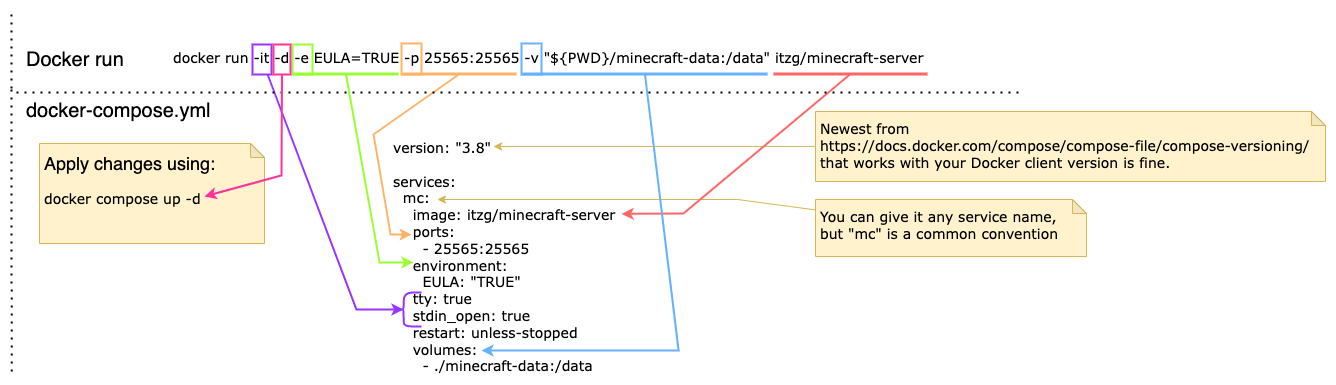 Docker run
docker run -it -d -e EULA=TRUE -p 25565:25565 -v "${PWD}/minecraft-data:/data" itzg/minecraft-server
docker-compose.yml
Apply changes using:
docker compose up -d
version: "3.8"
services:
mc:
image: itzg/minecraft-server
ports:
- 25565:25565
environment:
EULA: "TRUE"
tty: true
stdin_open: true
restart: unless-stopped
volumes:
- ./minecraft-data:/data
Newest from
https://docs.docker.com/compose/compose-file/compose-versioning/
that works with your Docker client version is fine.
You can give it any service name,
but "mc" is a common convention